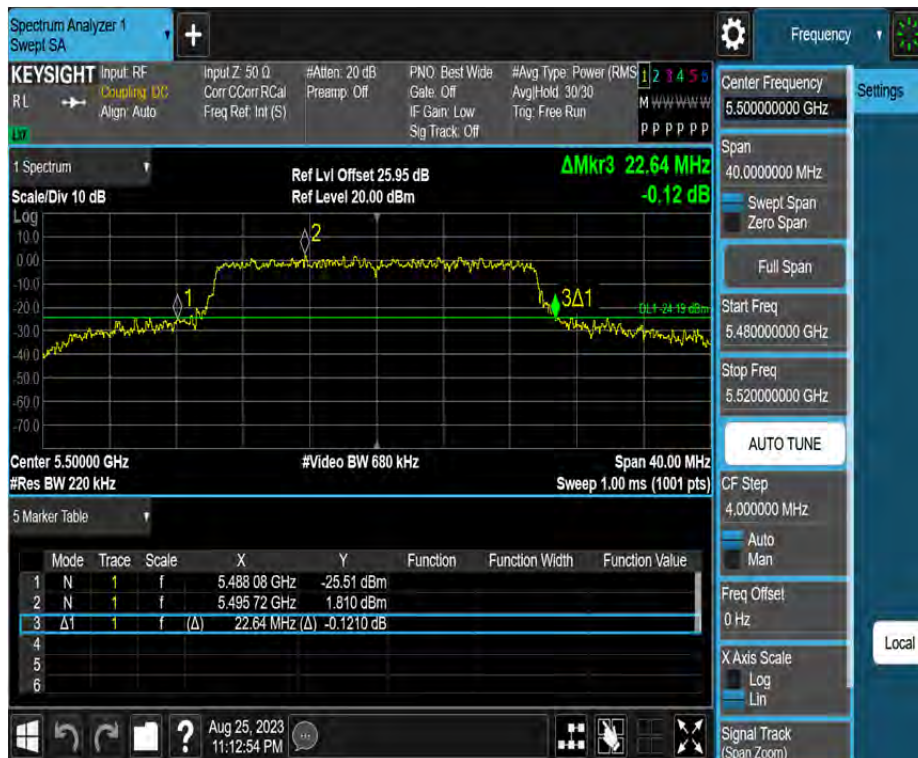 Spectrum Analyzer 1
Swept SA
Frequency
KEYSIGHT
RL
LXI
Input: RF
Coupling: DC
Align: Auto
Input Z: 50 Ω
Corr CCorr RCal
Freq Ref: Int (S)
#Atten: 20 dB
Preamp: Off
PNO: Best Wide
Gate: Off
IF Gain: Low
Sig Track: Off
#Avg Type: Power (RMS
Avg|Hold: 30/30
Trig: Free Run
1 2 3 4 5 6
M W W W W W
P P P P P P
1 Spectrum
Scale/Div 10 dB
Ref Lvl Offset 25.95 dB
Ref Level 20.00 dBm
ΔMkr3 22.64 MHz
-0.12 dB
Log
10.0
0.00
-10.0
-20.0
-30.0
-40.0
-50.0
-60.0
-70.0
1
2
3Δ1
DL1 -24.19 dBm
Center 5.50000 GHz
#Video BW 680 kHz
Span 40.00 MHz
#Res BW 220 kHz
Sweep 1.00 ms (1001 pts)
5 Marker Table
Mode Trace Scale X Y Function Function Width Function Value
1 N 1 f 5.488 08 GHz -25.51 dBm
2 N 1 f 5.495 72 GHz 1.810 dBm
3 Δ1 1 f (Δ) 22.64 MHz (Δ) -0.1210 dB
4
5
6
Aug 25, 2023
11:12:54 PM
Center Frequency
5.500000000 GHz
Span
40.0000000 MHz
Swept Span
Zero Span
Full Span
Start Freq
5.480000000 GHz
Stop Freq
5.520000000 GHz
AUTO TUNE
CF Step
4.000000 MHz
Auto
Man
Freq Offset
0 Hz
X Axis Scale
Log
Lin
Signal Track
(Span Zoom)
Settings
Local